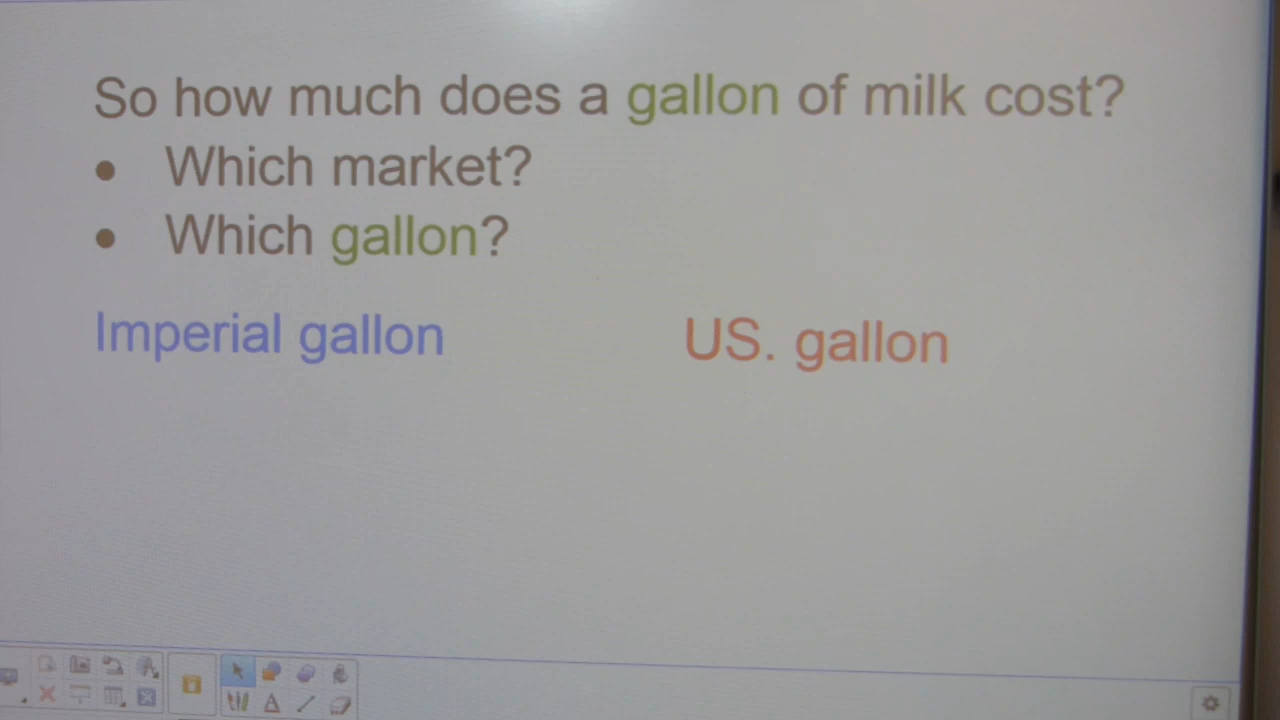 So how much does a gallon of milk cost?
• Which market?
• Which gallon?
Imperial gallon
US. gallon